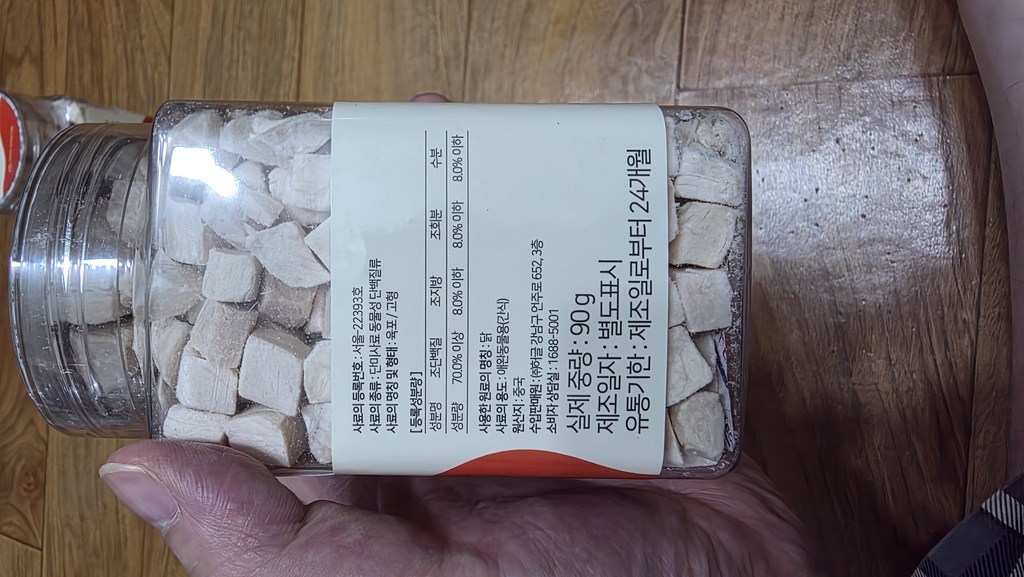 사료의 등록번호 : 서울-22393호
사료의 종류 : 단미사료 동물성 단백질류
사료의 명칭 및 형태 : 육포 / 고형
[등록성분량]
성분명 조단백질 조지방 조회분 수분
성분량 70.0% 이상 8.0% 이하 8.0% 이하 8.0% 이하
사용한 원료의 명칭 : 닭
사료의 용도 : 애완동물용(간식)
원산지 : 중국
수입판매원 : ㈜하글 강남구 언주로 652, 3층
소비자 상담실 : 1688-5001
실제 중량 : 90 g
제조일자 : 별도표시
유통기한 : 제조일로부터 24개월